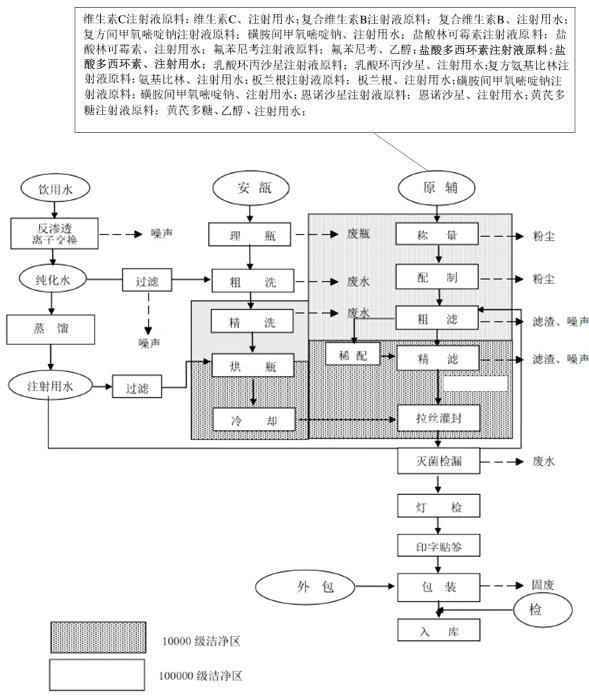 维生素C注射液原料：维生素C、注射用水；复合维生素B注射液原料：复合维生素B、注射用水；
复方间甲氧嘧啶钠注射液原料：磺胺间甲氧嘧啶钠、注射用水；盐酸林可霉素注射液原料：盐
酸林可霉素、注射用水；氟苯尼考注射液原料：氟苯尼考、乙醇；盐酸多西环素注射液原料：盐
酸多西环素、注射用水；乳酸环丙沙星注射液原料：乳酸环丙沙星、注射用水；复方氨基比林注
射液原料：氨基比林、注射用水；板兰根注射液原料：板兰根、注射用水；磺胺间甲氧嘧啶钠注
射液原料：磺胺间甲氧嘧啶钠、注射用水；恩诺沙星注射液原料：恩诺沙星、注射用水；黄芪多
糖注射液原料：黄芪多糖、乙醇、注射用水；
饮用水 安瓿 原辅
反渗透
离子交换 噪声 理瓶 废瓶 称量 粉尘
纯化水 过滤 粗洗 废水 配制 粉尘
蒸馏 噪声 精洗 废水 粗滤 滤渣、噪声
烘瓶 稀配 精滤 滤渣、噪声
注射用水 过滤
冷却 拉丝灌封
灭菌检漏 废水
灯检
印字贴签
外包 包装 固废
检
入库
10000级洁净区
100000级洁净区